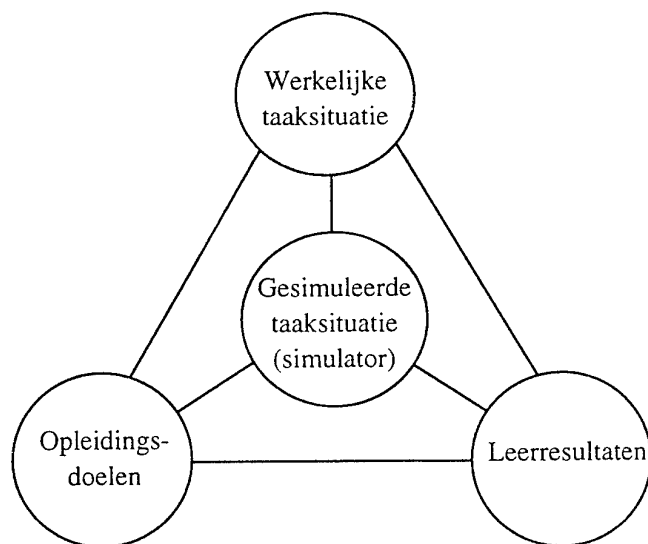 Werkelijke
taaksituatie
Gesimuleerde
taaksituatie
(simulator)
Opleidings-
doelen
Leerresultaten